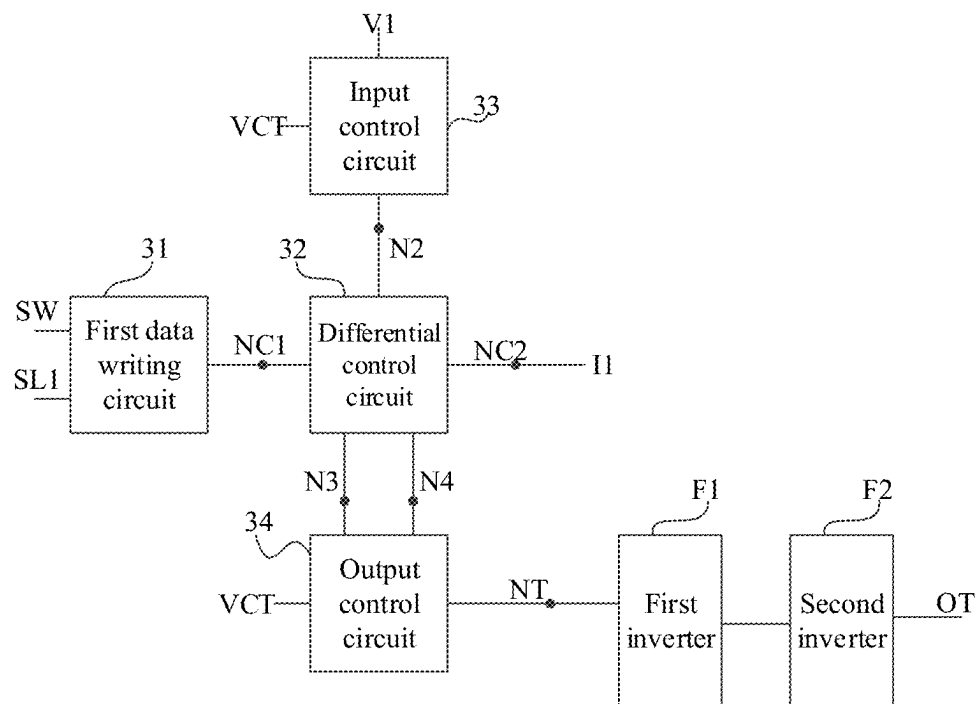 V1
Input
control
circuit
VCT
33
N2
31
32
SW
SL1
First data
writing
circuit
NC1
Differential
control
circuit
NC2
I1
N3
N4
34
F1
F2
VCT
Output
control
circuit
NT
First
inverter
Second
inverter
OT